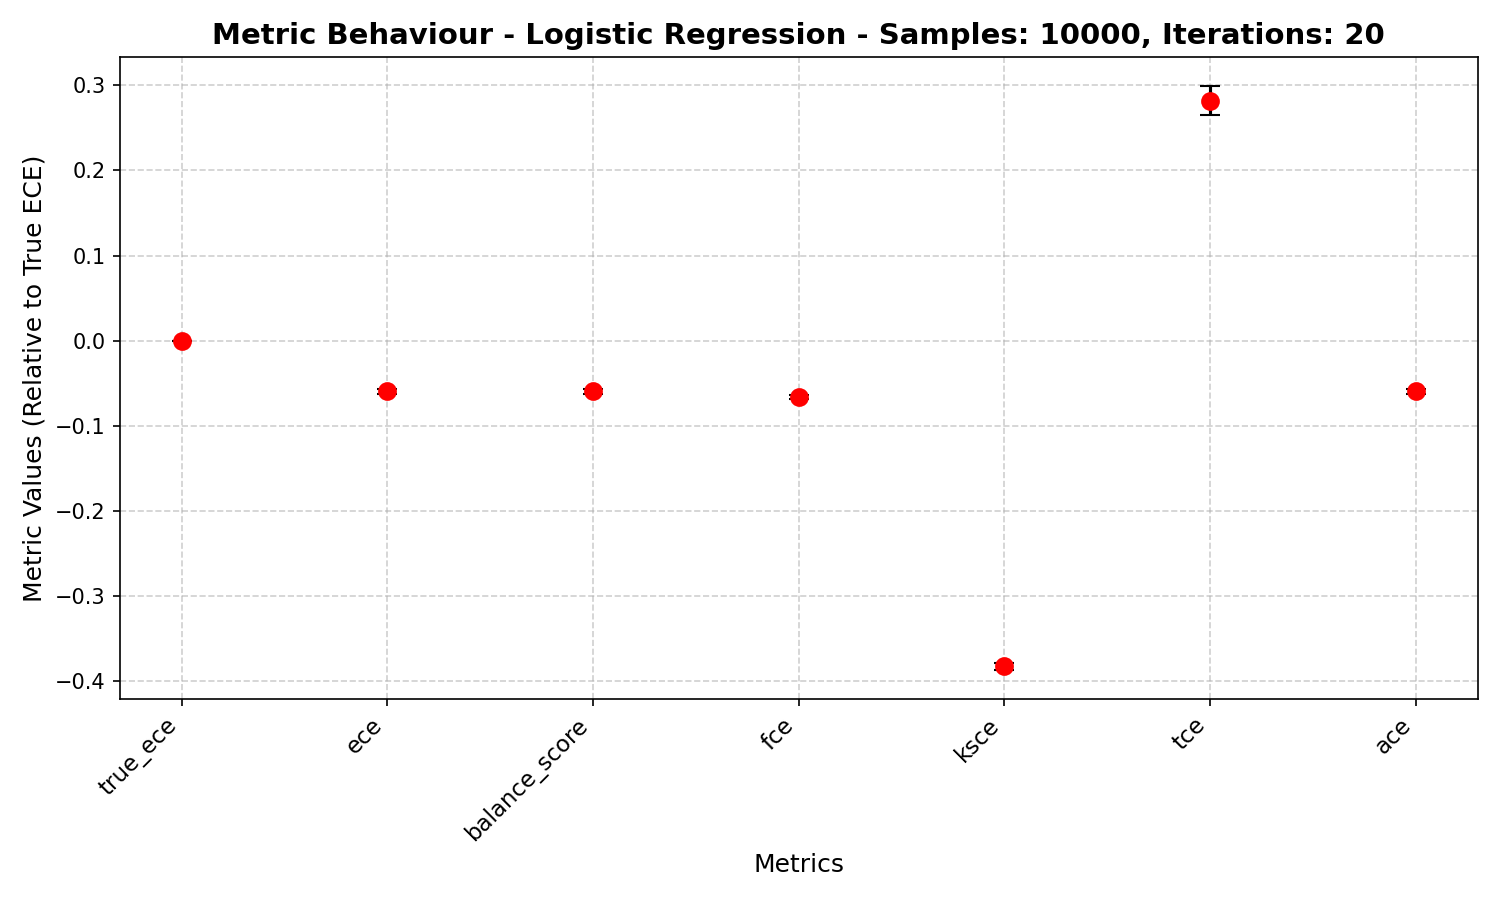 Metric Behaviour - Logistic Regression - Samples: 10000, Iterations: 20
Metric Values (Relative to True ECE)
0.3
0.2
0.1
0.0
−0.1
−0.2
−0.3
−0.4
true_ece
ece
balance_score
fce
ksce
tce
ace
Metrics